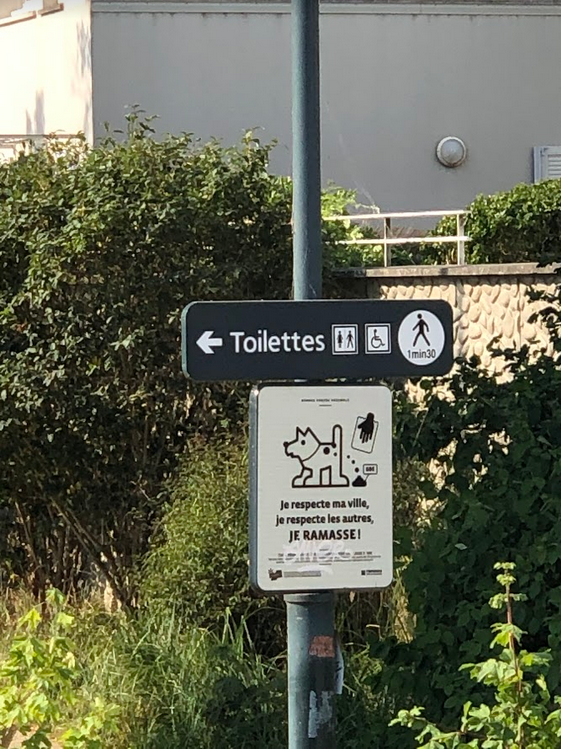 Toilettes
1min30
Je respecte ma ville,
je respecte les autres,
JE RAMASSE !